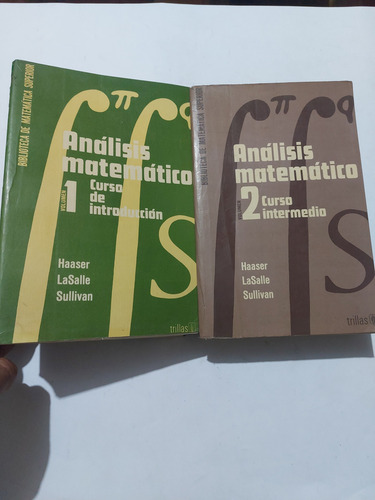 BIBLIOTECA DE MATEMÁTICA SUPERIOR
π
Análisis
matemático
VOLUMEN 1 Curso
de
introducción
Haaser
LaSalle
Sullivan
trillas
BIBLIOTECA DE MATEMÁTICA SUPERIOR
π
Análisis
matemático
2 Curso
intermedio
Haaser
LaSalle
Sullivan
trillas